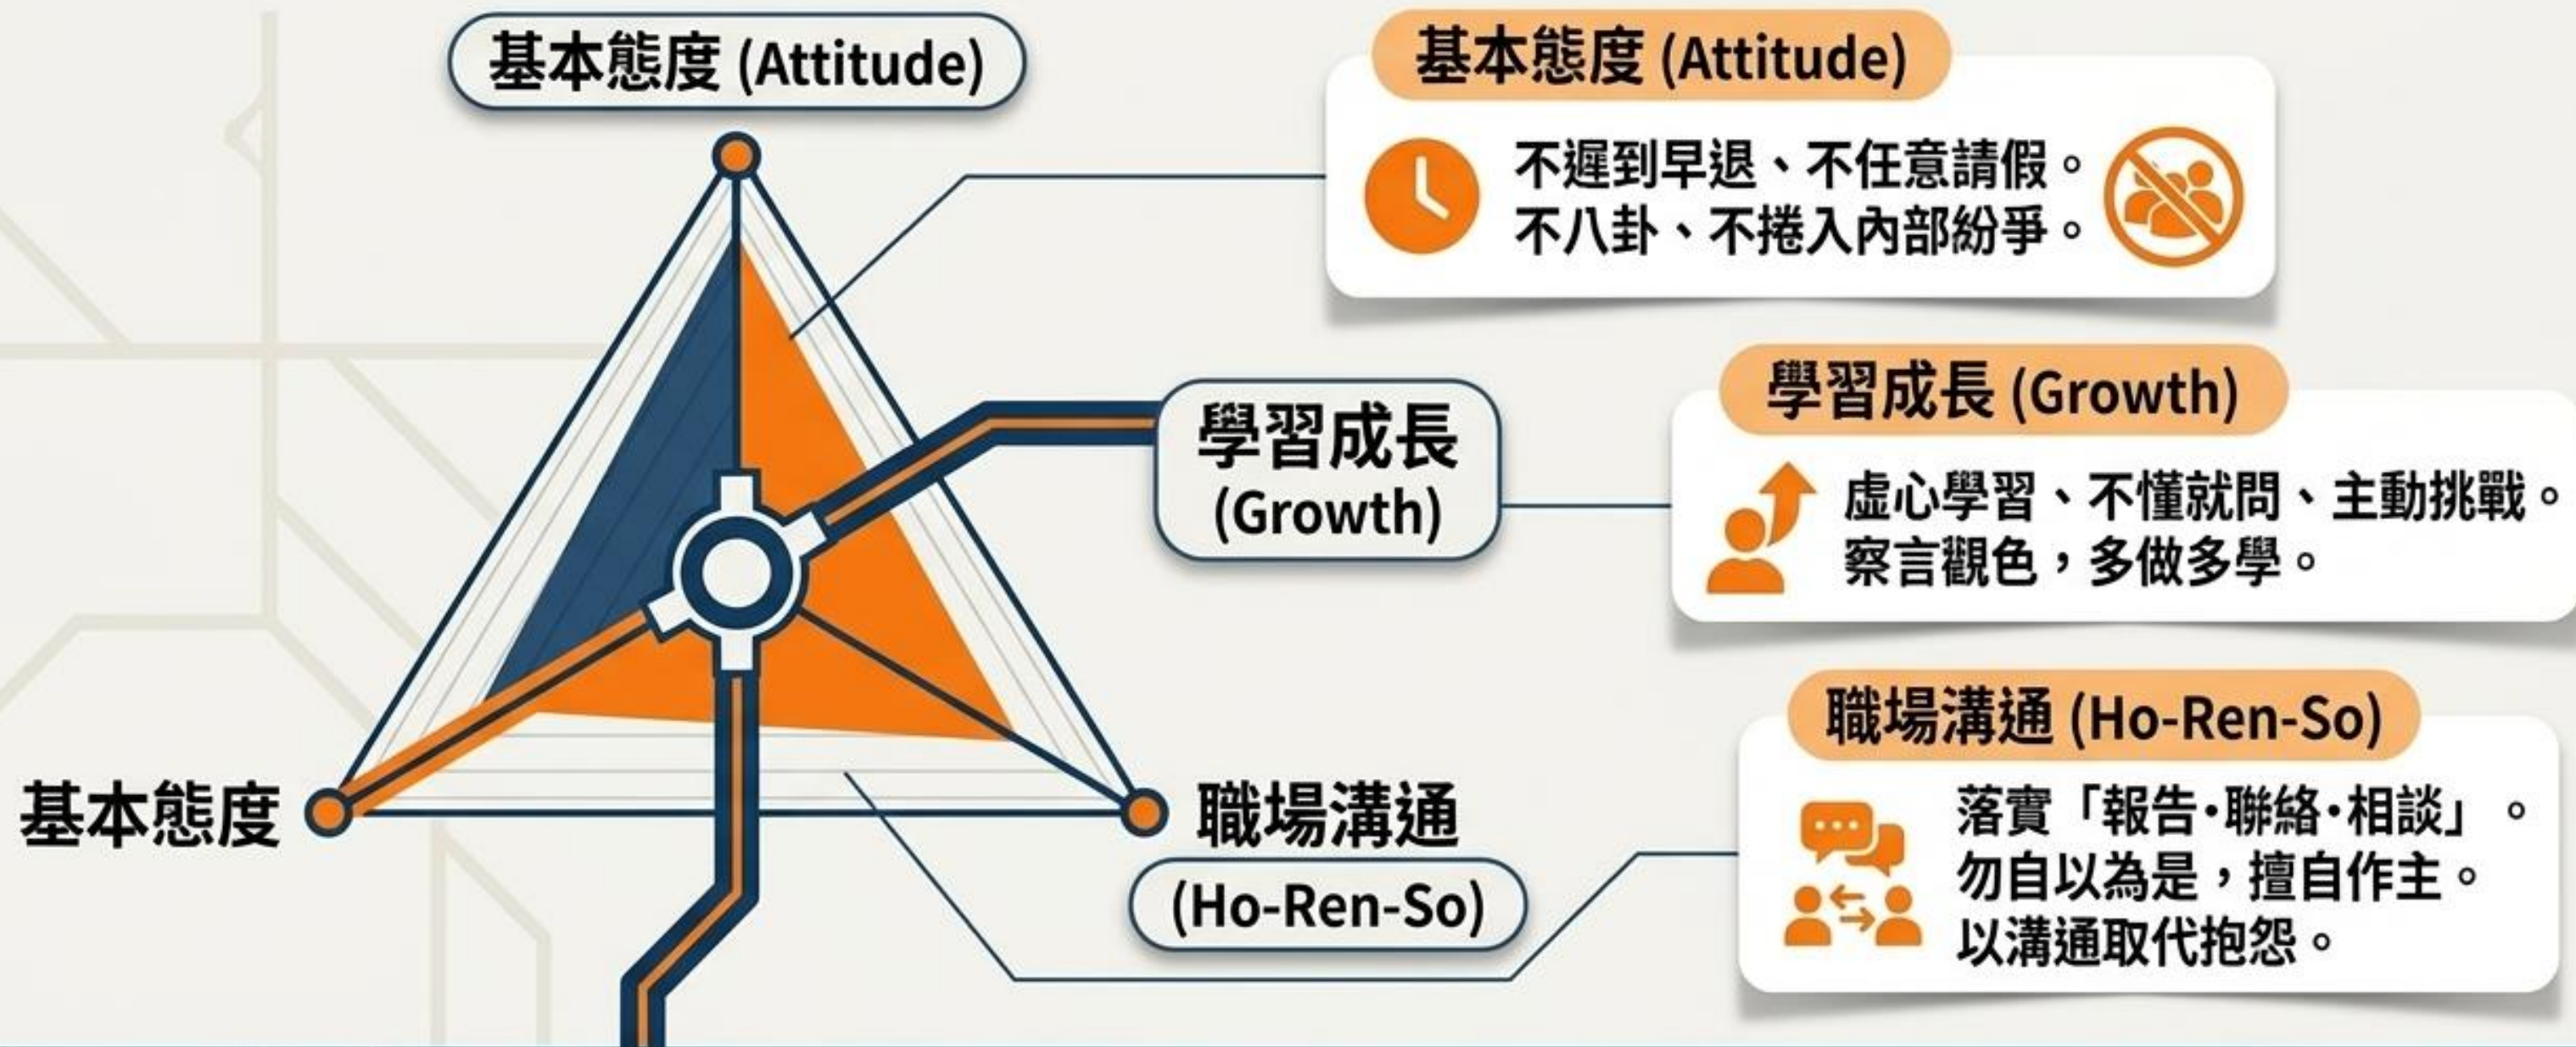 基本態度 (Attitude)
基本態度 (Attitude)
不遲到早退、不任意請假。
不八卦、不捲入內部紛爭。
學習成長
(Growth)
學習成長 (Growth)
虛心學習、不懂就問、主動挑戰。
察言觀色，多做多學。
基本態度
職場溝通
(Ho-Ren-So)
職場溝通 (Ho-Ren-So)
落實「報告·聯絡·相談」。
勿自以為是，擅自作主。
以溝通取代抱怨。